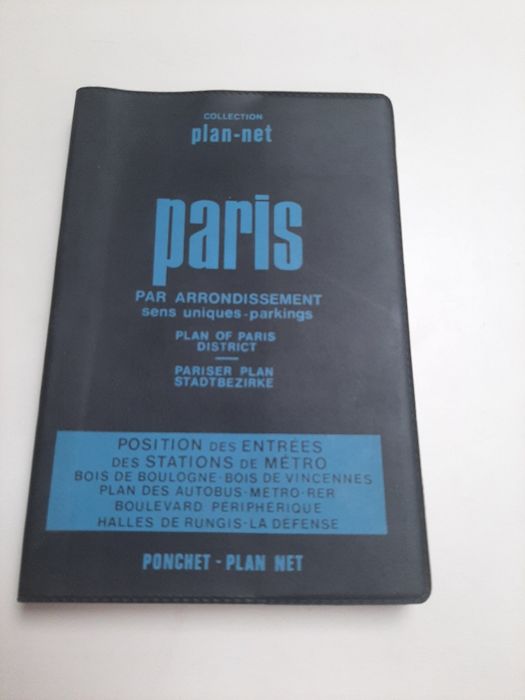 COLLECTION
plan-net
paris
PAR ARRONDISSEMENT
sens uniques-parkings
PLAN OF PARIS
DISTRICT
PARISER PLAN
STADTBEZIRKE
POSITION DES ENTRÉES
DES STATIONS DE MÉTRO
BOIS DE BOULOGNE-BOIS DE VINCENNES
PLAN DES AUTOBUS-METRO-RER
BOULEVARD PERIPHERIQUE
HALLES DE RUNGIS-LA DEFENSE
PONCHET - PLAN NET